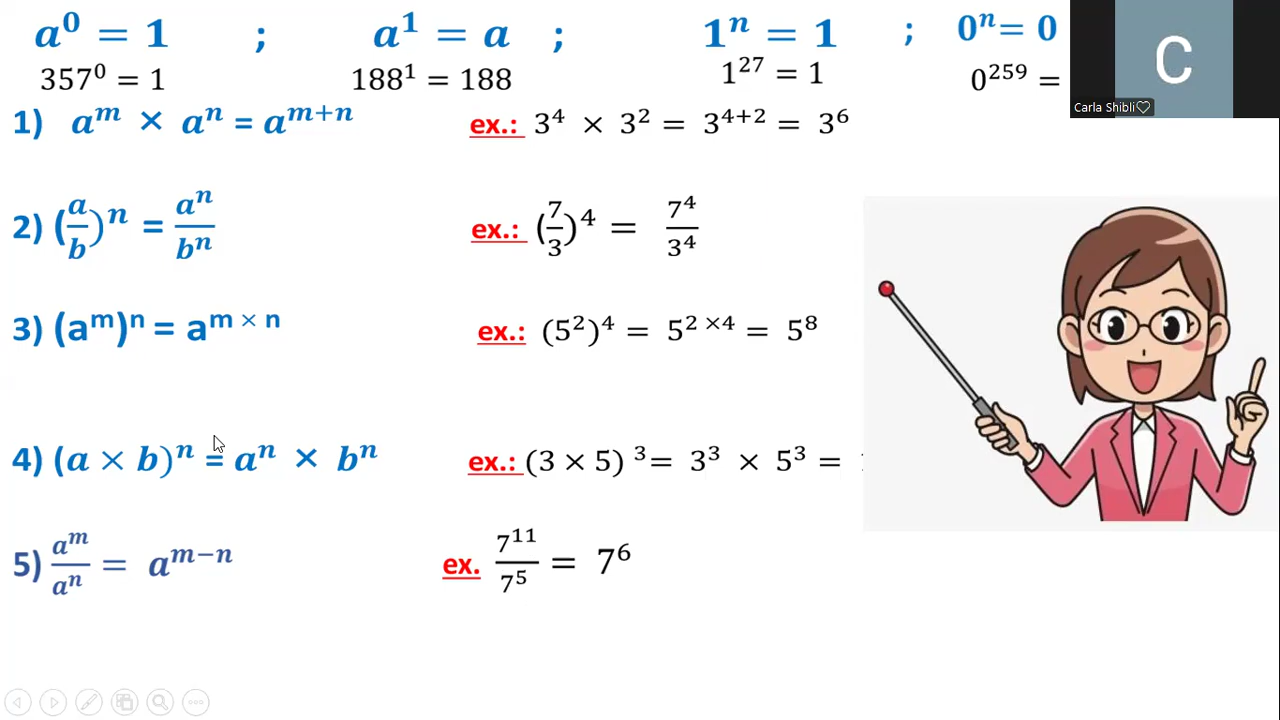 a⁰ = 1 ; a¹ = a ; 1ⁿ = 1 ; 0ⁿ= 0
357⁰ = 1 188¹ = 188 1²⁷ = 1 0²⁵⁹ =
C
Carla Shibli♡
1) aᵐ × aⁿ = aᵐ⁺ⁿ ex.: 3⁴ × 3² = 3⁴⁺² = 3⁶
2) (a/b)ⁿ = aⁿ/bⁿ ex.: (7/3)⁴ = 7⁴/3⁴
3) (aᵐ)ⁿ = aᵐ ˣ ⁿ ex.: (5²)⁴ = 5² ˣ⁴ = 5⁸
4) (a × b)ⁿ = aⁿ × bⁿ ex.: (3 × 5) ³= 3³ × 5³ =
5) aᵐ/aⁿ = aᵐ⁻ⁿ ex. 7¹¹/7⁵ = 7⁶